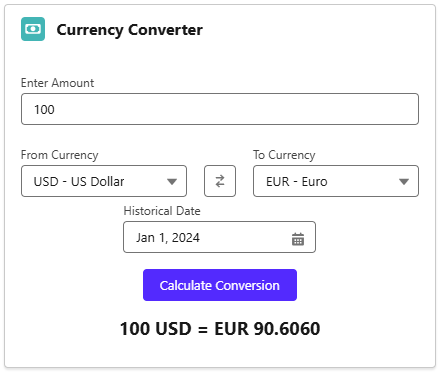 Currency Converter
Enter Amount
100
From Currency To Currency
USD - US Dollar EUR - Euro
Historical Date
Jan 1, 2024
Calculate Conversion
100 USD = EUR 90.6060